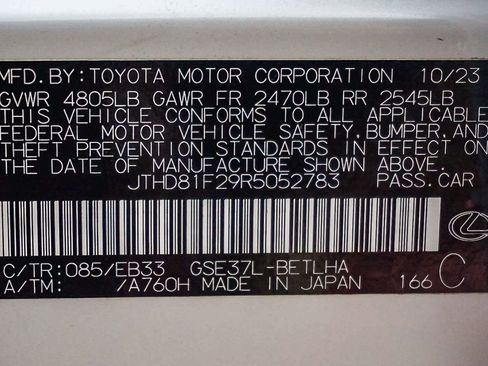 MFD.BY:TOYOTA MOTOR CORPORATION 10/23
GVWR 4805LB GAWR FR 2470LB RR 2545LB
THIS VEHICLE CONFORMS TO ALL APPLICABLE
FEDERAL MOTOR VEHICLE SAFETY,BUMPER,AND
THEFT PREVENTION STANDARDS IN EFFECT ON
THE DATE OF MANUFACTURE SHOWN ABOVE.
JTHD81F29R5052783 PASS.CAR
C/TR:085/EB33 GSE37L-BETLHA
A/TM: /A760H MADE IN JAPAN 166 C